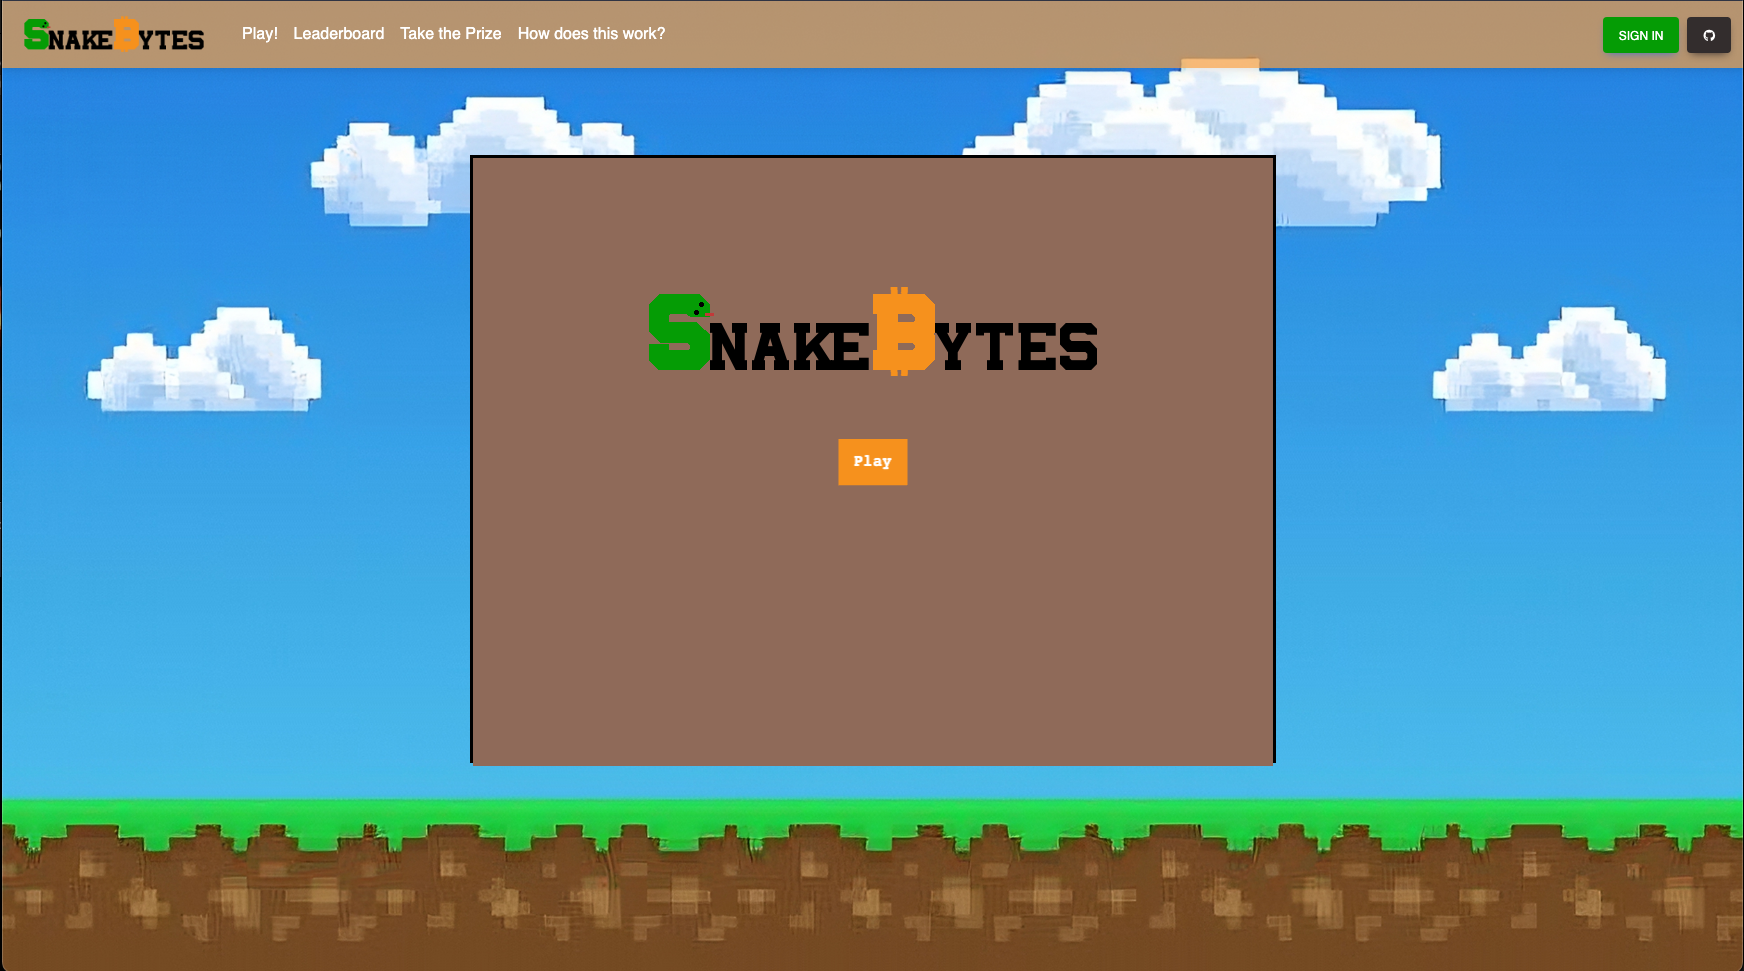 SnakeBytes
Play! Leaderboard Take the Prize How does this work?
SIGN IN
SnakeBytes
Play